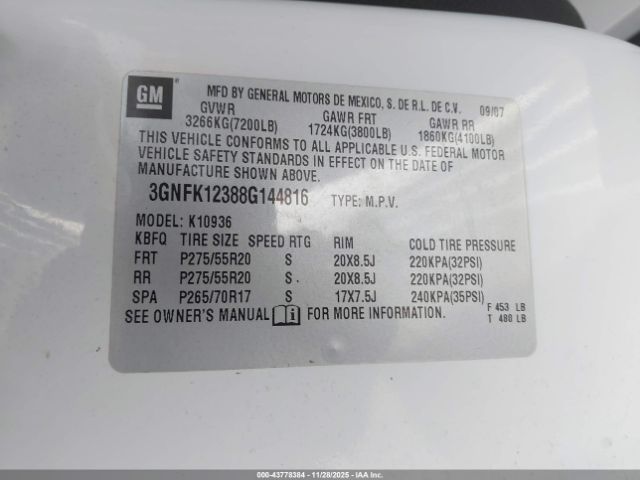 GM
®
MFD BY GENERAL MOTORS DE MEXICO, S. DE R.L. DE C.V. 09/07
GVWR GAWR FRT GAWR RR
3266KG(7200LB) 1724KG(3800LB) 1860KG(4100LB)
THIS VEHICLE CONFORMS TO ALL APPLICABLE U.S. FEDERAL MOTOR
VEHICLE SAFETY STANDARDS IN EFFECT ON THE DATE OF
MANUFACTURE SHOWN ABOVE.
3GNFK12388G144816 TYPE: M.P.V.
MODEL: K10936
KBFQ TIRE SIZE SPEED RTG RIM COLD TIRE PRESSURE
FRT P275/55R20 S 20X8.5J 220KPA(32PSI)
RR P275/55R20 S 20X8.5J 220KPA(32PSI)
SPA P265/70R17 S 17X7.5J 240KPA(35PSI)
SEE OWNER'S MANUAL i FOR MORE INFORMATION.
F 453 LB
T 480 LB
000-43778384 - 11/28/2025 - IAAI.com